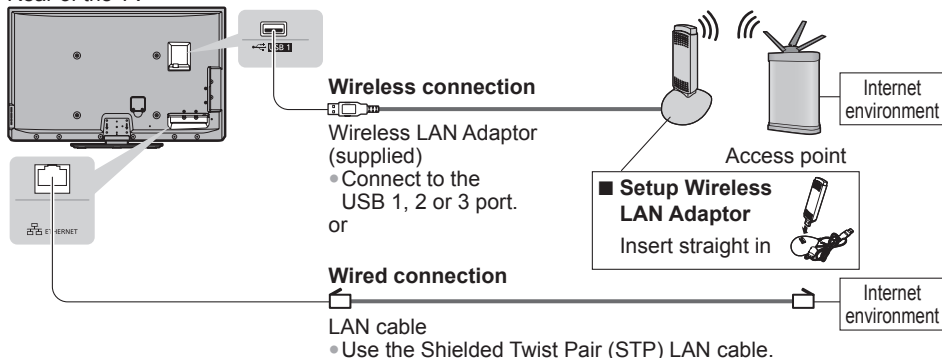 Rear of the TV
USB 1
Wireless connection
Wireless LAN Adaptor
(supplied)
• Connect to the
USB 1, 2 or 3 port.
or
Internet
environment
Access point
■ Setup Wireless
LAN Adaptor
Insert straight in
ETHERNET
Wired connection
Internet
environment
LAN cable
• Use the Shielded Twist Pair (STP) LAN cable.